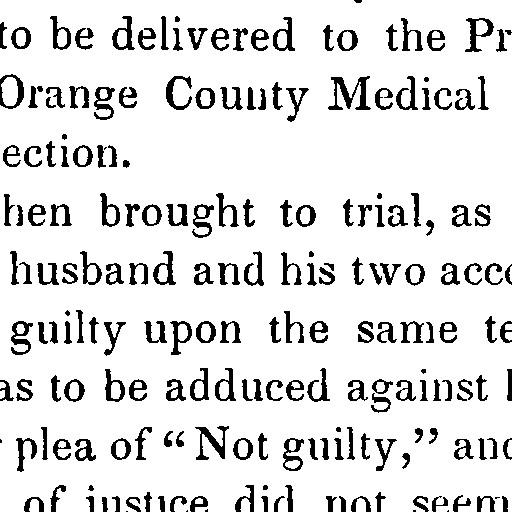 to be delivered to the Pr
Orange County Medical
ection.
hen brought to trial, as
husband and his two acc
guilty upon the same te
as to be adduced against
plea of “Not guilty,” and
of justice did not seem